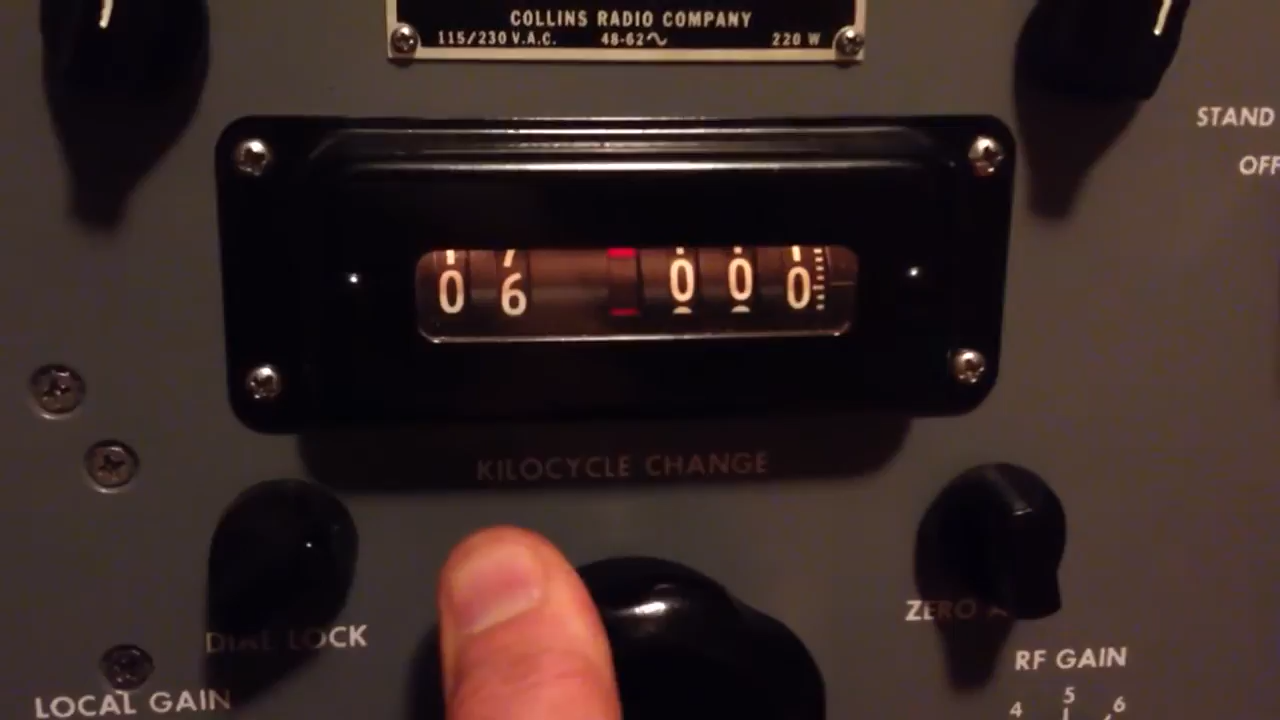 COLLINS RADIO COMPANY
115/230 V.A.C. 48-62∿ 220 W
STAND
OFF
06 000
KILOCYCLE CHANGE
DIAL LOCK
ZERO
RF GAIN
LOCAL GAIN
4 5 6